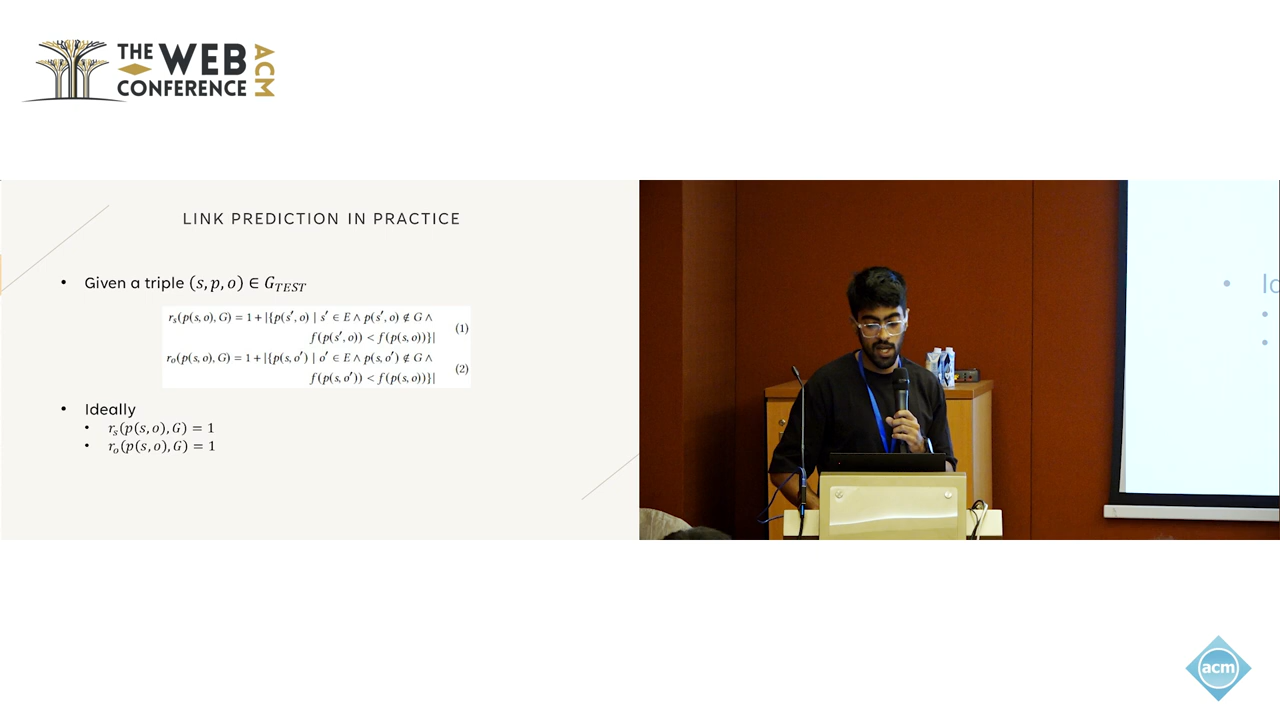 THE WEB
CONFERENCE
ACM
LINK PREDICTION IN PRACTICE
• Given a triple (s, p, o) ∈ G_TEST
r_s(p(s, o), G) = 1 + |{p(s′, o) | s′ ∈ E ∧ p(s′, o) ∉ G ∧
f(p(s′, o)) < f(p(s, o))}| (1)
r_o(p(s, o), G) = 1 + |{p(s, o′) | o′ ∈ E ∧ p(s, o′) ∉ G ∧
f(p(s, o′)) < f(p(s, o))}| (2)
• Ideally
• r_s(p(s, o), G) = 1
• r_o(p(s, o), G) = 1
acm